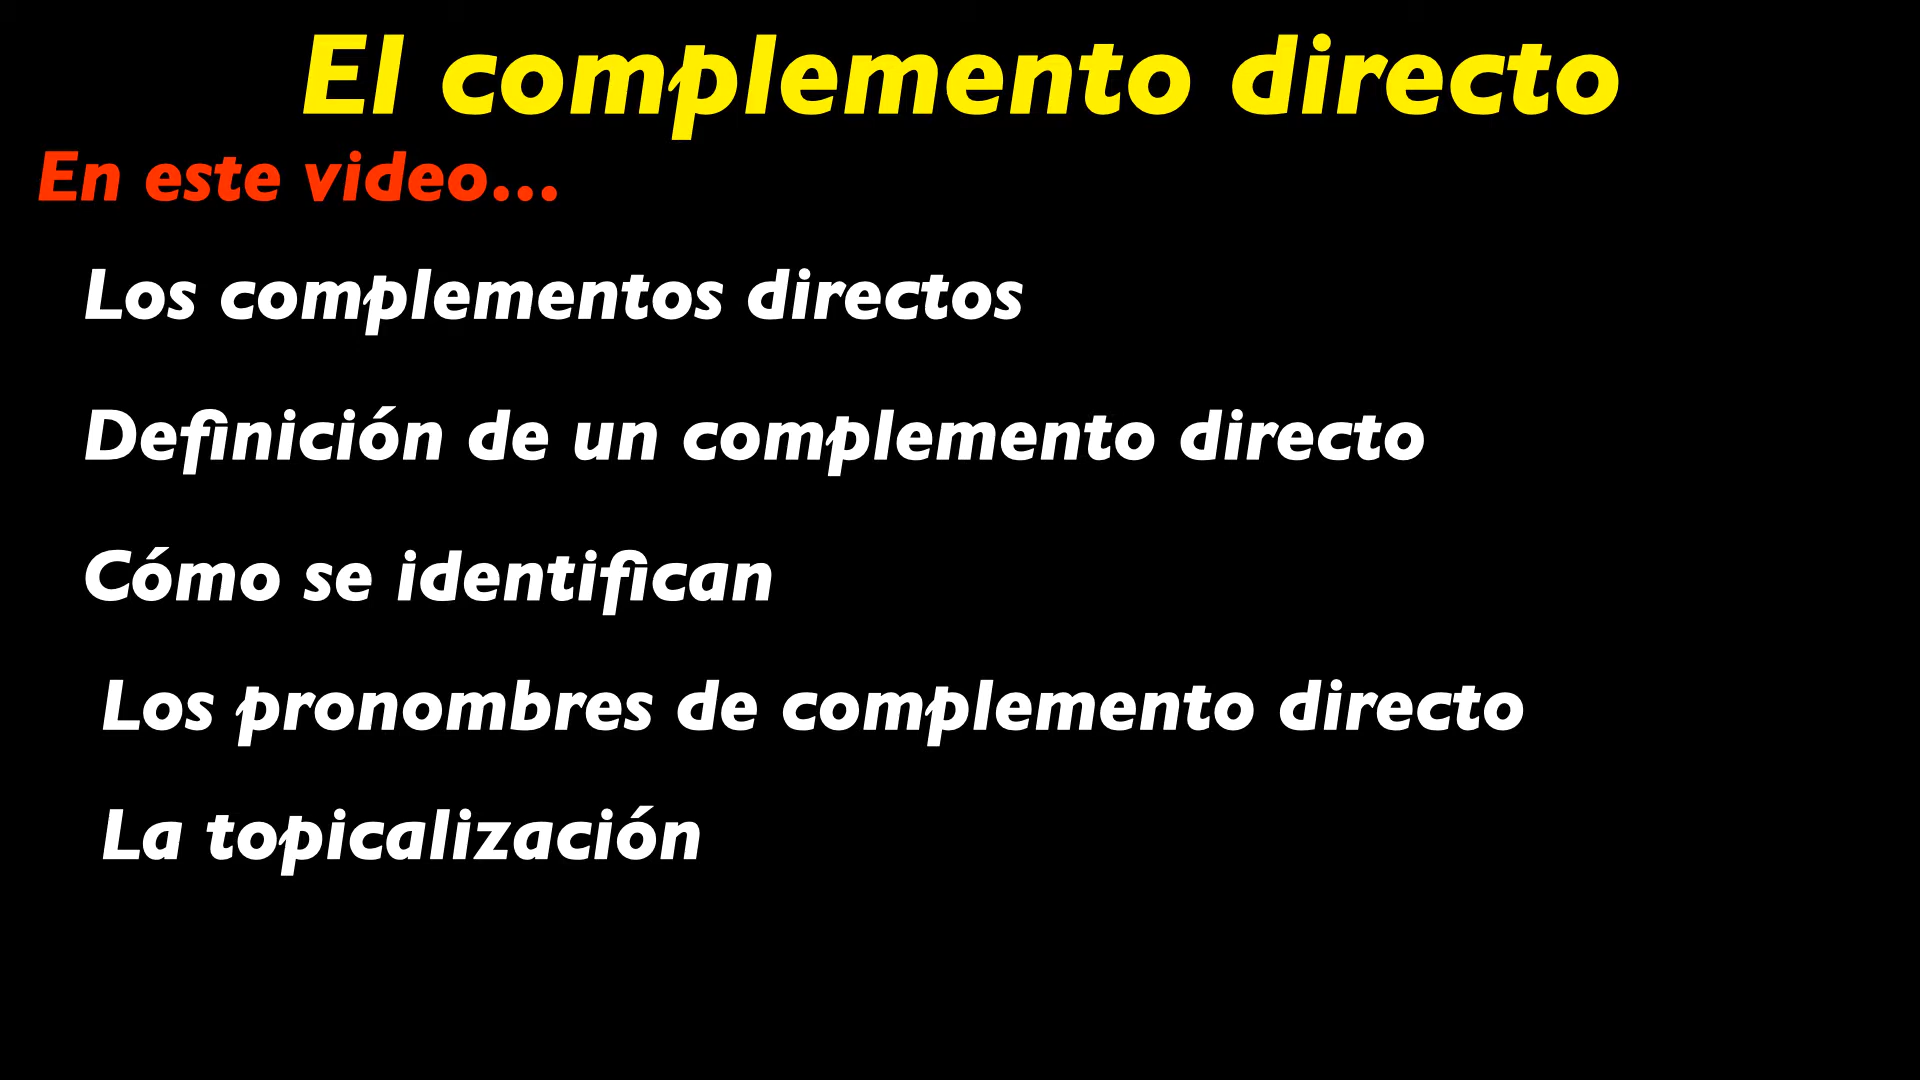 El complemento directo
En este video...
Los complementos directos
Definición de un complemento directo
Cómo se identifican
Los pronombres de complemento directo
La topicalización